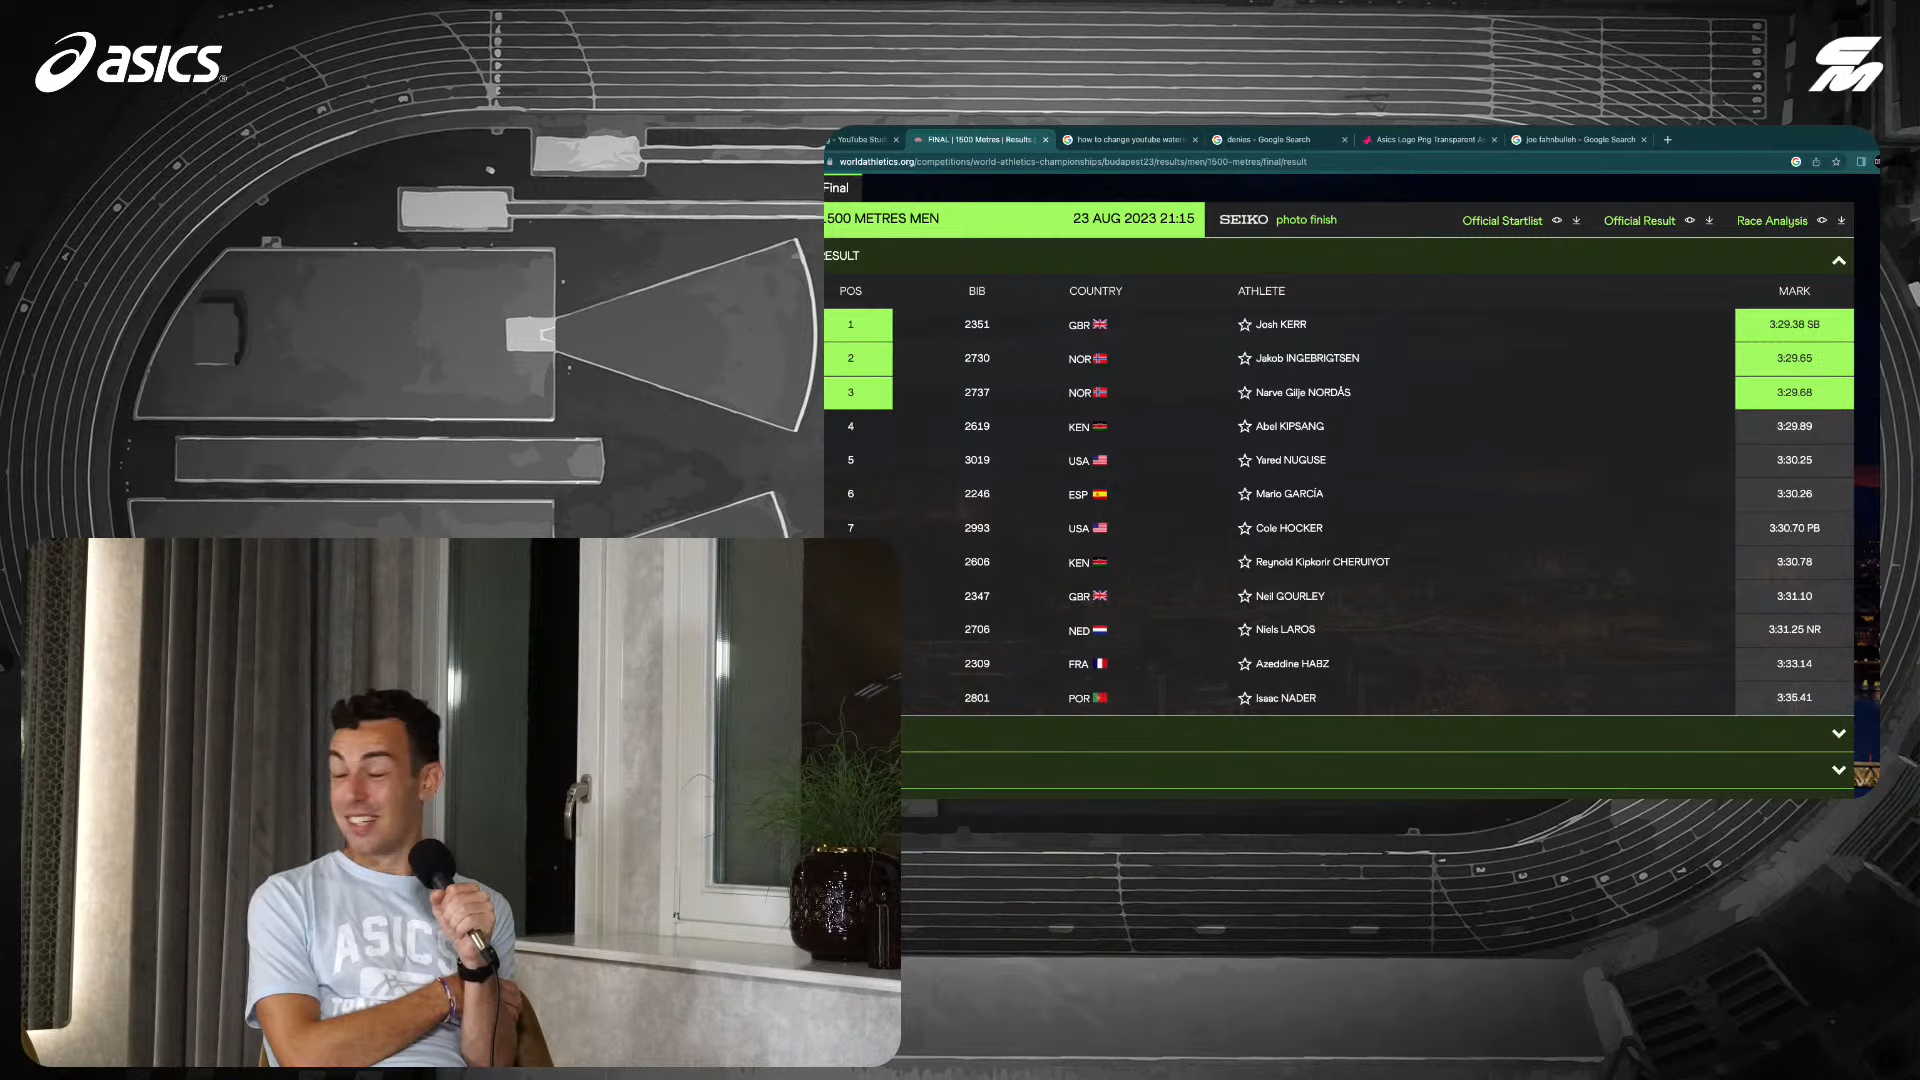 asics
SM
- YouTube Stud
FINAL | 1500 Metres | Results |
how to change youtube water
denies - Google Search
Asics Logo Png Transparent A
joe fahnbulleh - Google Search
worldathletics.org/competitions/world-athletics-championships/budapest23/results/men/1500-metres/final/result
Final
500 METRES MEN 23 AUG 2023 21:15 SEIKO photo finish Official Startlist Official Result Race Analysis
RESULT
POS BIB COUNTRY ATHLETE MARK
1 2351 GBR Josh KERR 3:29.38 SB
2 2730 NOR Jakob INGEBRIGTSEN 3:29.65
3 2737 NOR Narve Gilje NORDÅS 3:29.68
4 2619 KEN Abel KIPSANG 3:29.89
5 3019 USA Yared NUGUSE 3:30.25
6 2246 ESP Mario GARCÍA 3:30.26
7 2993 USA Cole HOCKER 3:30.70 PB
2606 KEN Reynold Kipkorir CHERUIYOT 3:30.78
2347 GBR Neil GOURLEY 3:31.10
2706 NED Niels LAROS 3:31.25 NR
2309 FRA Azeddine HABZ 3:33.14
2801 POR Isaac NADER 3:35.41
ASICS